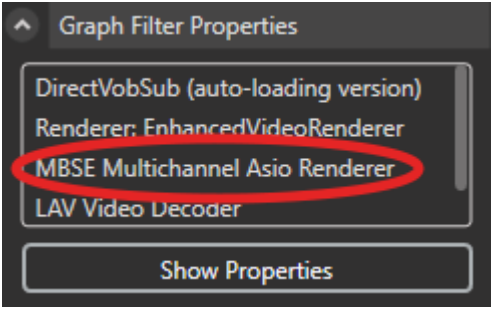 Graph Filter Properties
DirectVobSub (auto-loading version)
Renderer: EnhancedVideoRenderer
MBSE Multichannel Asio Renderer
LAV Video Decoder
Show Properties